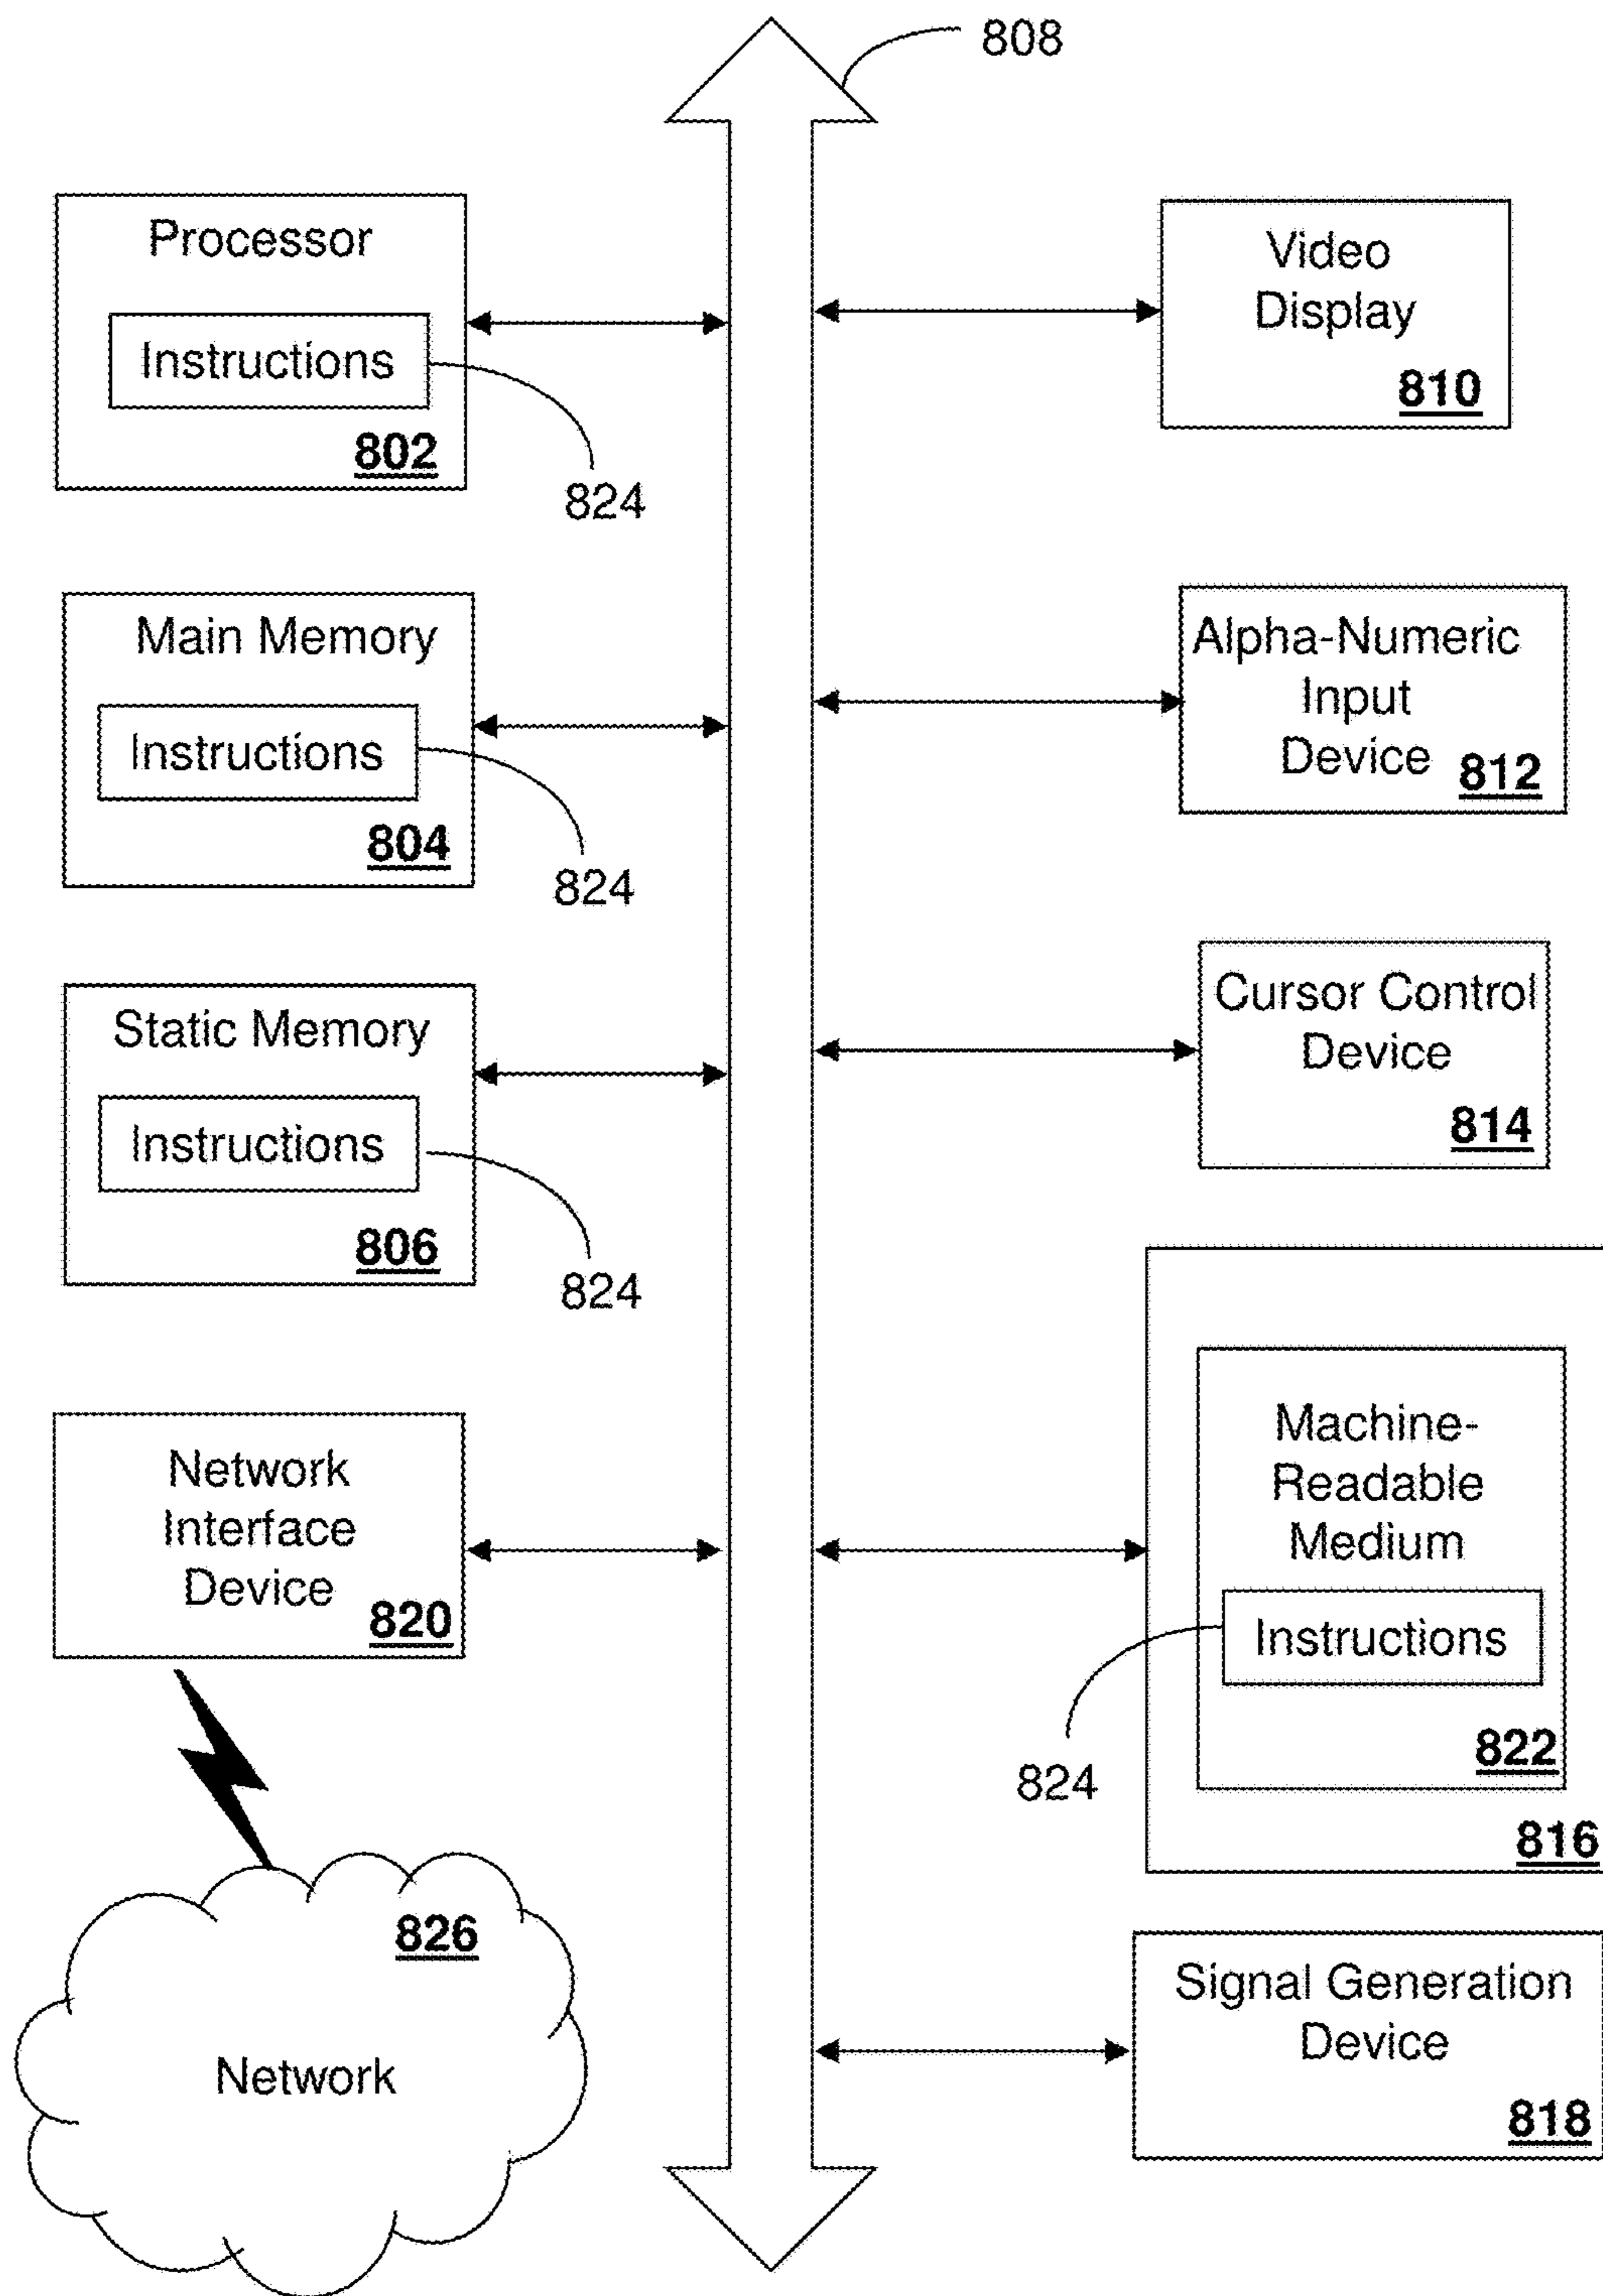 808
Processor
Instructions
802
824
Main Memory
Instructions
804
824
Static Memory
Instructions
806
824
Network
Interface
Device
820
826
Network
Video
Display
810
Alpha-Numeric
Input
Device 812
Cursor Control
Device
814
Machine-
Readable
Medium
Instructions
822
824
816
Signal Generation
Device
818